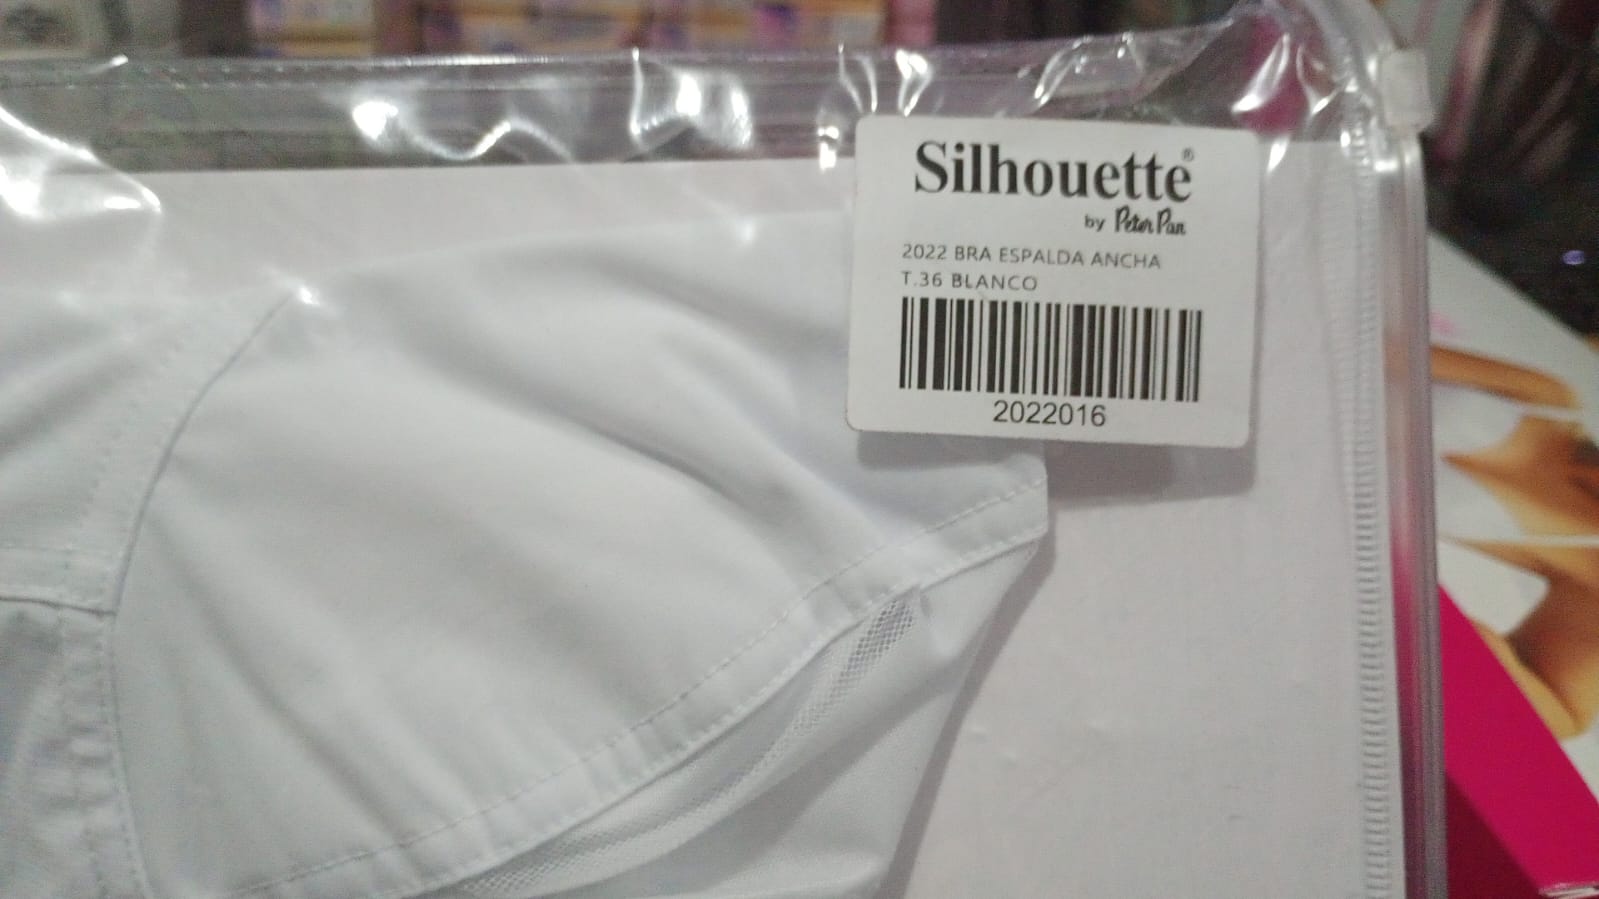 Silhouette®
by Peter Pan
2022 BRA ESPALDA ANCHA
T.36 BLANCO
2022016